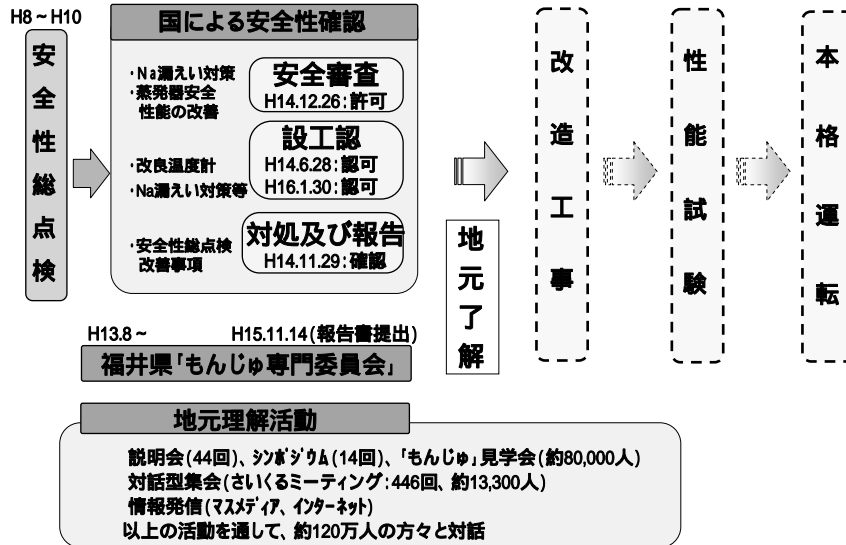 H8～H10
安全性総点検
国による安全性確認
・Na漏えい対策
・蒸発器安全
性能の改善
安全審査
H14.12.26：許可
・改良温度計
・Na漏えい対策等
設工認
H14.6.28：認可
H16.1.30：認可
・安全性総点検
改善事項
対処及び報告
H14.11.29：確認
地元了解
改造工事
性能試験
本格運転
H13.8～
H15.11.14(報告書提出)
福井県「もんじゅ専門委員会」
地元理解活動
説明会(44回)、ｼﾝﾎﾟｼﾞｳﾑ(14回)、「もんじゅ」見学会(約80,000人)
対話型集会(さいくるミーティング：446回、約13,300人)
情報発信(ﾏｽﾒﾃﾞｨｱ、ｲﾝﾀｰﾈｯﾄ)
以上の活動を通して、約120万人の方々と対話